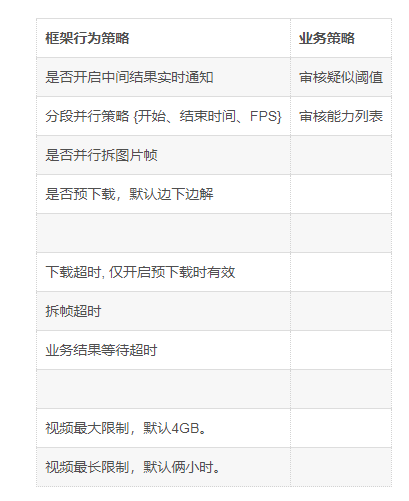 框架行为策略 业务策略
是否开启中间结果实时通知 审核疑似阈值
分段并行策略 {开始、结束时间、FPS} 审核能力列表
是否并行拆图片帧
是否预下载，默认边下边解
下载超时, 仅开启预下载时有效
拆帧超时
业务结果等待超时
视频最大限制，默认4GB。
视频最长限制，默认俩小时。